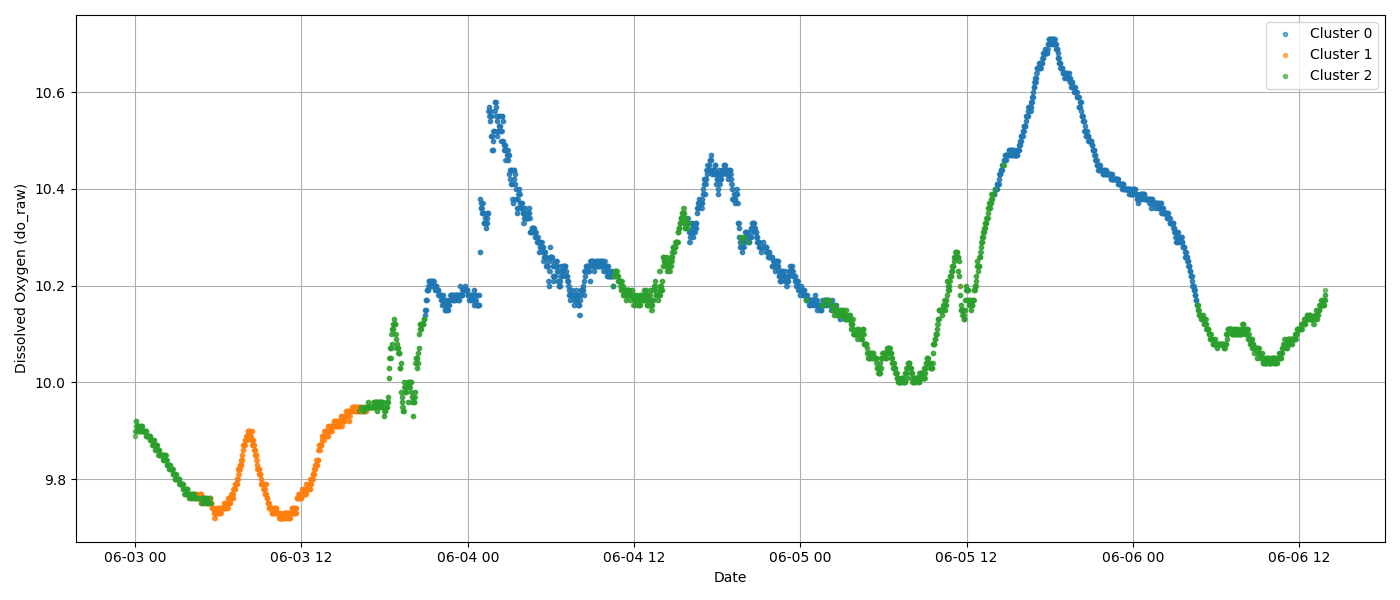 Cluster 0
Cluster 1
Cluster 2
Dissolved Oxygen (do_raw)
10.6
10.4
10.2
10.0
9.8
06-03 00
06-03 12
06-04 00
06-04 12
06-05 00
06-05 12
06-06 00
06-06 12
Date